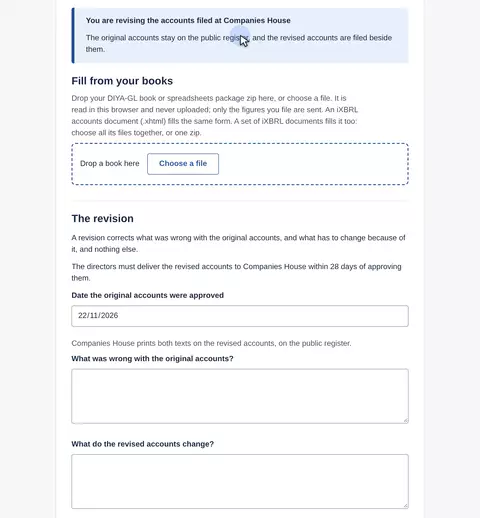 You are revising the accounts filed at Companies House
The original accounts stay on the public register, and the revised accounts are filed beside
them.
Fill from your books
Drop your DIYA-GL book or spreadsheets package zip here, or choose a file. It is
read in this browser and never uploaded; only the figures you file are sent. An iXBRL
accounts document (.xhtml) fills the same form. A set of iXBRL documents fills it too:
choose all its files together, or one zip.
Drop a book here
Choose a file
The revision
A revision corrects what was wrong with the original accounts, and what has to change because of
it, and nothing else.
The directors must deliver the revised accounts to Companies House within 28 days of approving
them.
Date the original accounts were approved
22/11/2026
Companies House prints both texts on the revised accounts, on the public register.
What was wrong with the original accounts?
What do the revised accounts change?